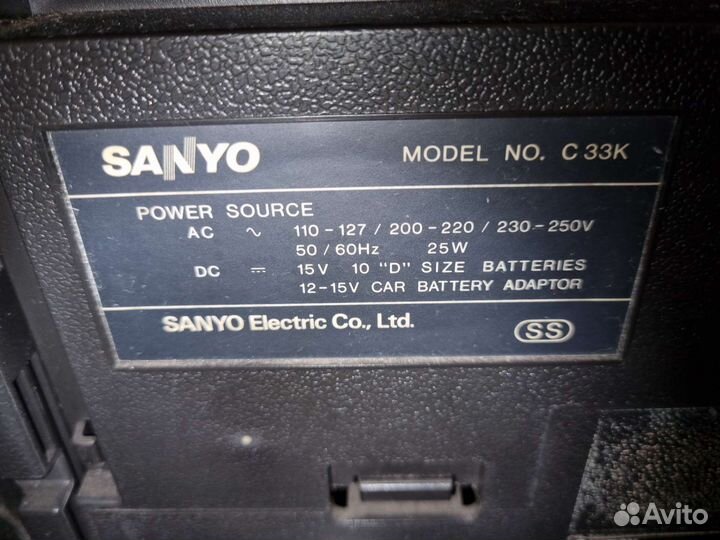 SANYO MODEL NO. C 33K
POWER SOURCE
AC ∿ 110-127 / 200-220 / 230-250V
50 / 60Hz 25W
DC ⎓ 15V 10 "D" SIZE BATTERIES
12-15V CAR BATTERY ADAPTOR
SANYO Electric Co., Ltd. SS
Avito